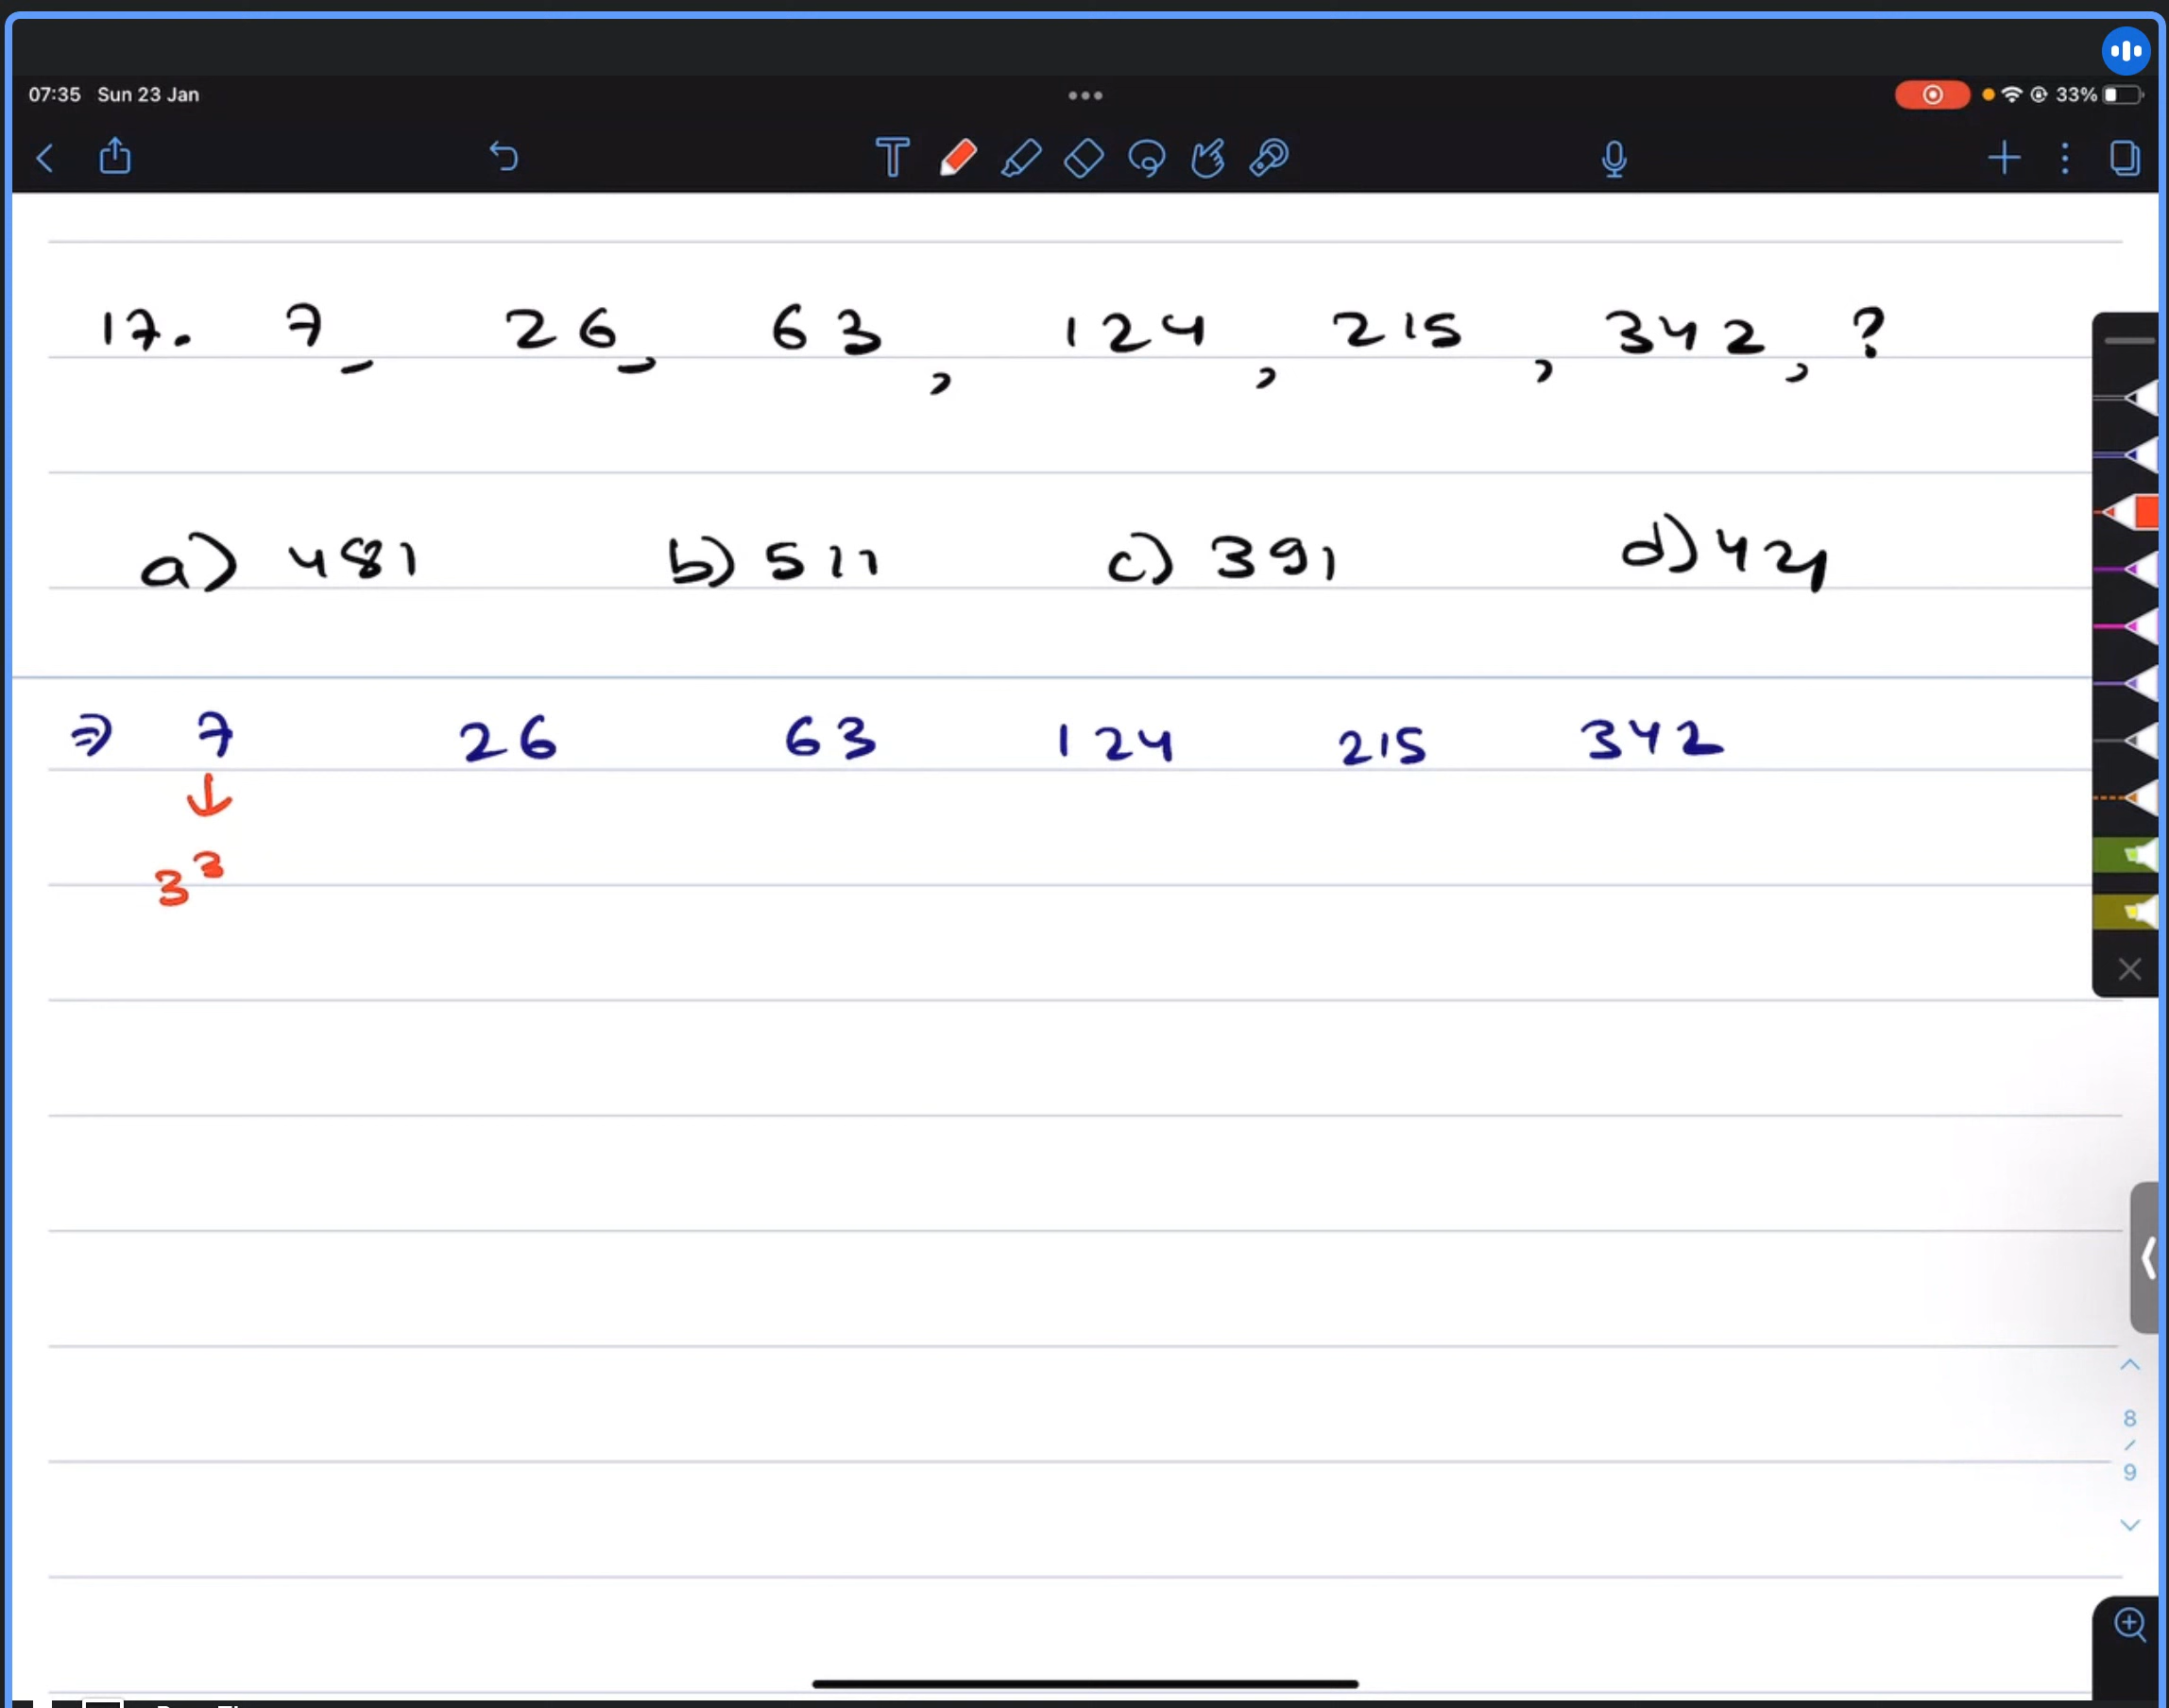 07:35 Sun 23 Jan 33%
17. 7, 26, 63, 124, 215, 342, ?
a) 481 b) 511 c) 391 d) 421
⇒ 7 26 63 124 215 342
↓
3³
8
/
9